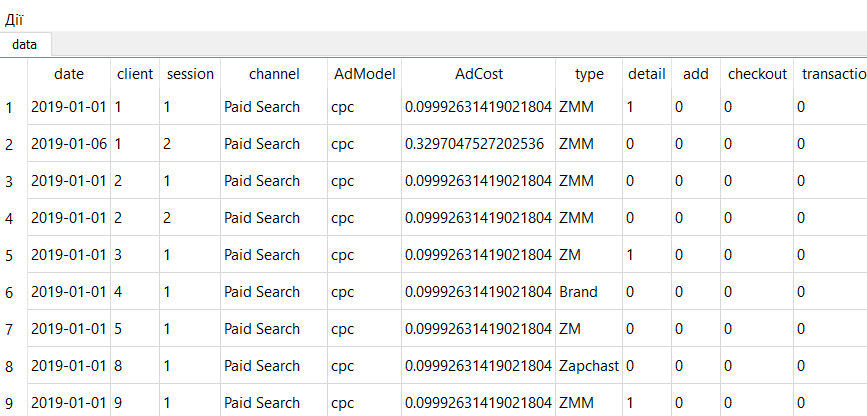 Дії
data
date client session channel AdModel AdCost type detail add checkout transactio
1 2019-01-01 1 1 Paid Search cpc 0.09992631419021804 ZMM 1 0 0 0
2 2019-01-06 1 2 Paid Search cpc 0.3297047527202536 ZMM 0 0 0 0
3 2019-01-01 2 1 Paid Search cpc 0.09992631419021804 ZMM 0 0 0 0
4 2019-01-01 2 2 Paid Search cpc 0.09992631419021804 ZMM 0 0 0 0
5 2019-01-01 3 1 Paid Search cpc 0.09992631419021804 ZM 1 0 0 0
6 2019-01-01 4 1 Paid Search cpc 0.09992631419021804 Brand 0 0 0 0
7 2019-01-01 5 1 Paid Search cpc 0.09992631419021804 ZM 0 0 0 0
8 2019-01-01 8 1 Paid Search cpc 0.09992631419021804 Zapchast 0 0 0 0
9 2019-01-01 9 1 Paid Search cpc 0.09992631419021804 ZMM 1 0 0 0